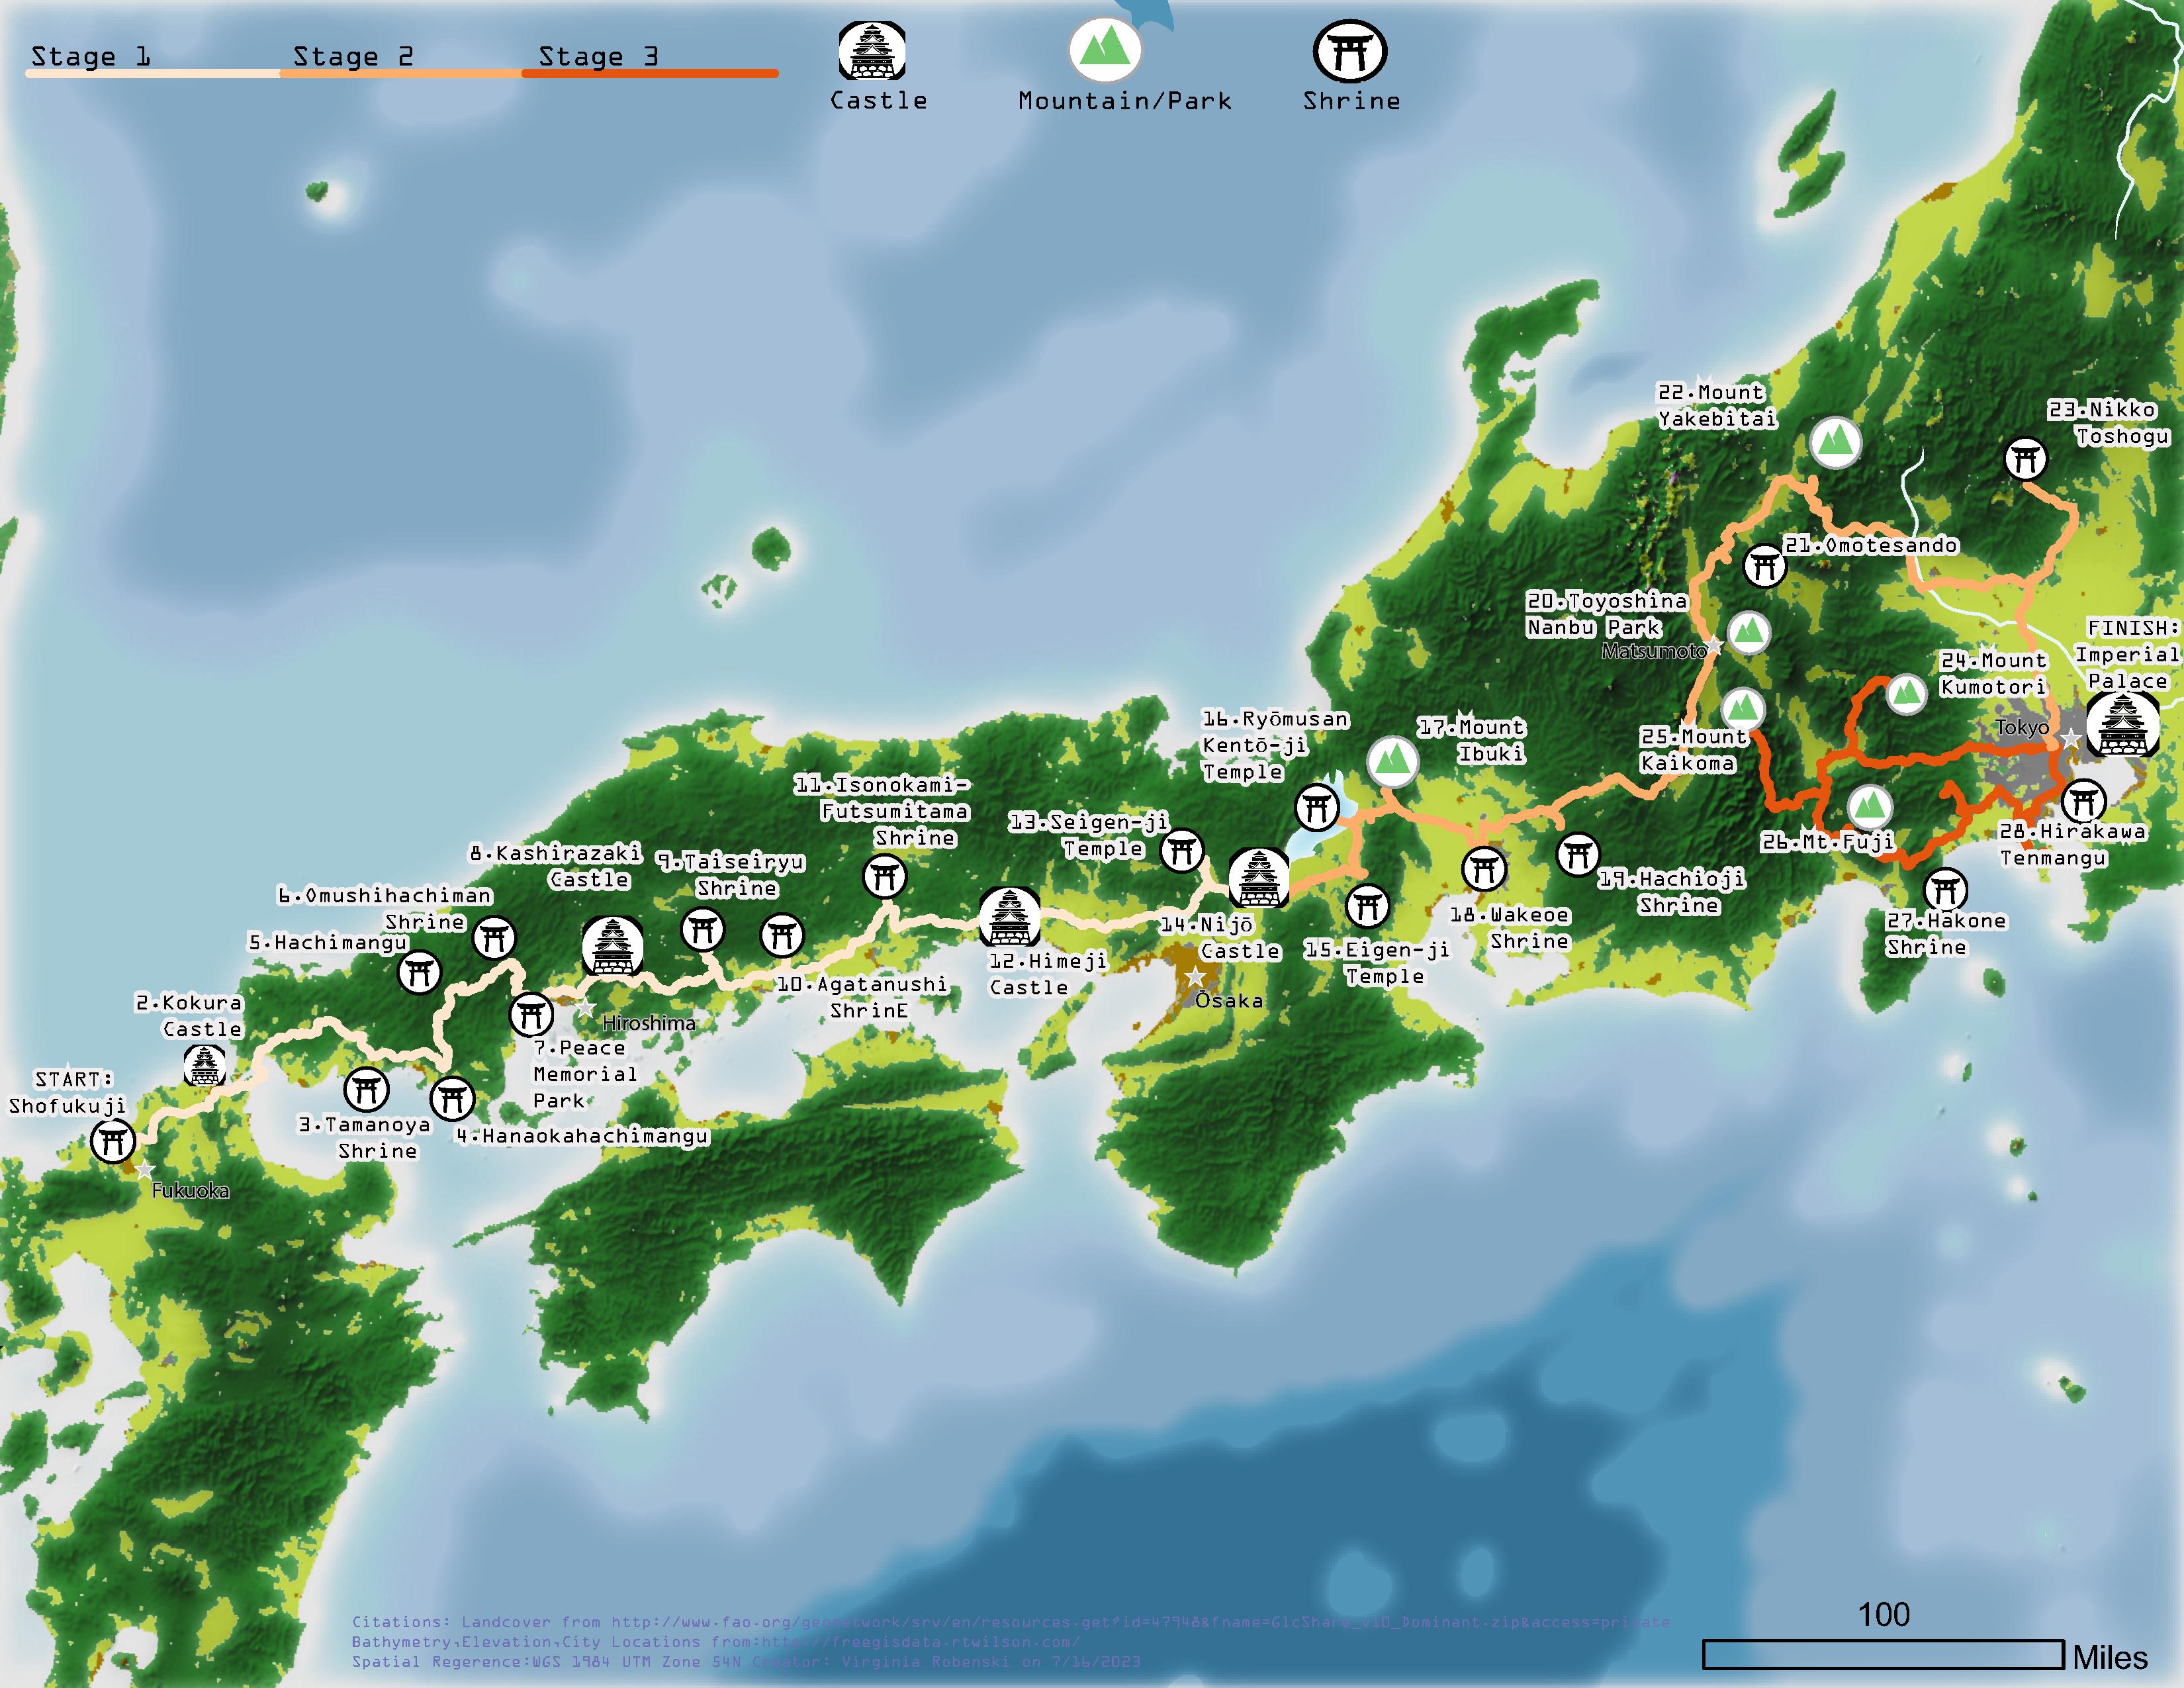 Stage 1
Stage 2
Stage 3
Castle
Mountain/Park
Shrine
22.Mount
Yakebitai
23.Nikko
Toshogu
21.Omotesando
20.Toyoshina
Nanbu Park
Matsumoto
FINISH:
Imperial
Palace
24.Mount
Kumotori
Tokyo
25.Mount
Kaikoma
26.Mt.Fuji
28.Hirakawa
Tenmangu
27.Hakone
Shrine
16.Ryōmusan
Kentō-ji
Temple
17.Mount
Ibuki
19.Hachioji
Shrine
18.Wakeoe
Shrine
15.Eigen-ji
Temple
14.Nijō
Castle
13.Seigen-ji
Temple
Ōsaka
12.Himeji
Castle
11.Isonokami-
Futsumitama
Shrine
10.Agatanushi
ShrinE
9.Taiseiryu
Shrine
8.Kashirazaki
Castle
Hiroshima
7.Peace
Memorial
Park
6.Omushihachiman
Shrine
5.Hachimangu
4.Hanaokahachimangu
3.Tamanoya
Shrine
2.Kokura
Castle
START:
Shofukuji
Fukuoka
Citations: Landcover from http://www.fao.org/geonetwork/srv/en/resources.get?id=47948&fname=GlcShare_v10_Dominant.zip&access=private
Bathymetry,Elevation,City Locations from:http://freegisdata.rtwilson.com/
Spatial Regerence:WGS 1984 UTM Zone 54N Creator: Virginia Robenski on 7/16/2023
100
Miles